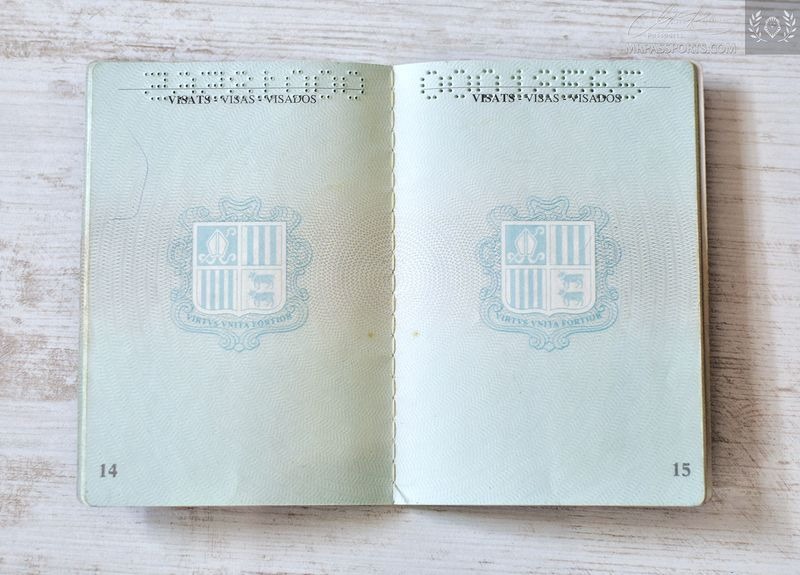 MRPASSPORTS.COM
VISATS - VISAS - VISADOS
VIRTVS VNITA FORTIOR
14
VISATS - VISAS - VISADOS
VIRTVS VNITA FORTIOR
15